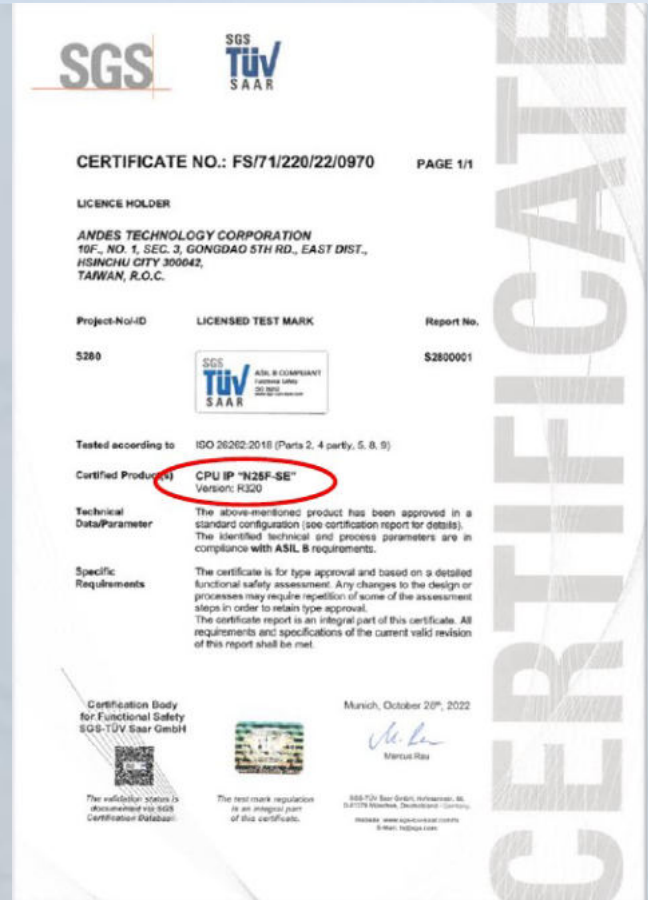 SGS
SGS
TÜV
SAAR
CERTIFICATE NO.: FS/71/220/22/0970 PAGE 1/1
LICENCE HOLDER
ANDES TECHNOLOGY CORPORATION
10F., NO. 1, SEC. 3, GONGDAO 5TH RD., EAST DIST.,
HSINCHU CITY 300042,
TAIWAN, R.O.C.
Project-No/-ID LICENSED TEST MARK Report No.
S280 S2800001
SGS
TÜV
SAAR
ASIL B COMPLIANT
Functional Safety
ISO 26262
Tested according to ISO 26262:2018 (Parts 2, 4 partly, 5, 8, 9)
Certified Product(s) CPU IP "N25F-SE"
Version: R320
Technical Data/Parameter The above-mentioned product has been approved in a
standard configuration (see certification report for details).
The identified technical and process parameters are in
compliance with ASIL B requirements.
Specific Requirements The certificate is for type approval and based on a detailed
functional safety assessment. Any changes to the design or
processes may require repetition of some of the assessment
steps in order to retain type approval.
The certificate report is an integral part of this certificate. All
requirements and specifications of the current valid revision
of this report shall be met.
Certification Body
for Functional Safety
SGS-TÜV Saar GmbH
Munich, October 28th, 2022
Marcus Rau
The validation status is
documented via SGS
Certification Database
The test mark regulation
is an integral part
of this certificate.
CERTIFICATE